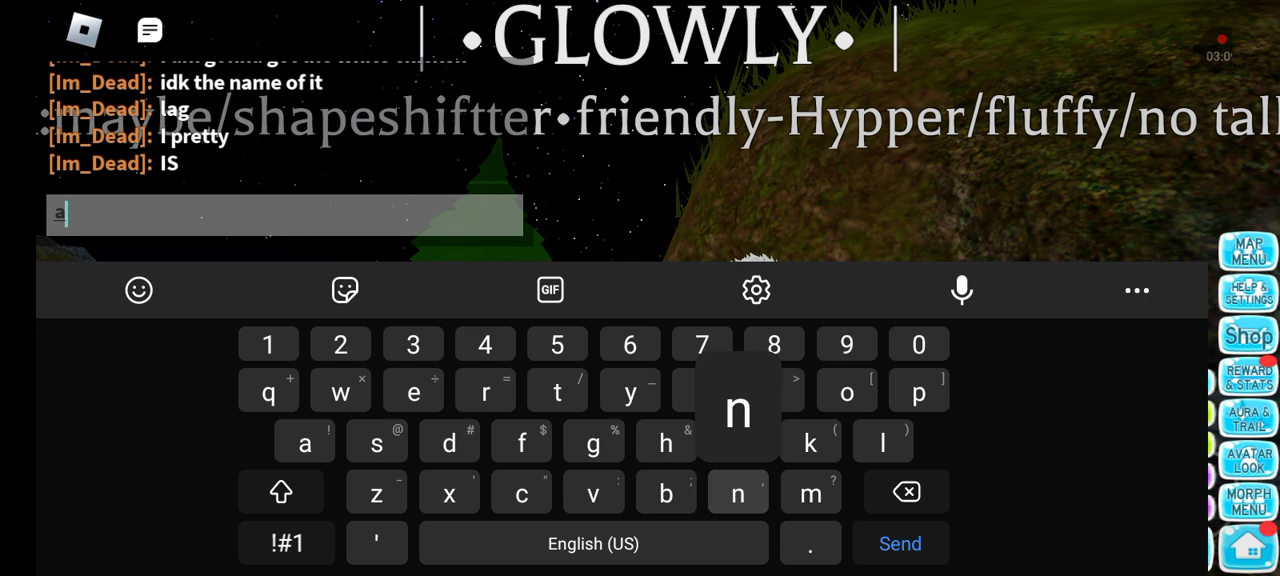 •GLOWLY•
[Im_Dead]: idk the name of it
•maybe/shapeshiftter•friendly-Hypper/fluffy/no tall
[Im_Dead]: lag
[Im_Dead]: I pretty
[Im_Dead]: IS
a
03:0
MAP MENU
HELP & SETTINGS
Shop
REWARD & STATS
AURA & TRAIL
AVATAR LOOK
MORPH MENU
GIF
1 2 3 4 5 6 7 8 9 0
q + w × e ÷ r = t / y _ > o [ p ]
n
a ! s @ d # f $ g % h & k ( l )
z - x ' c " v : b ; n , m ?
!#1 ' English (US) . Send